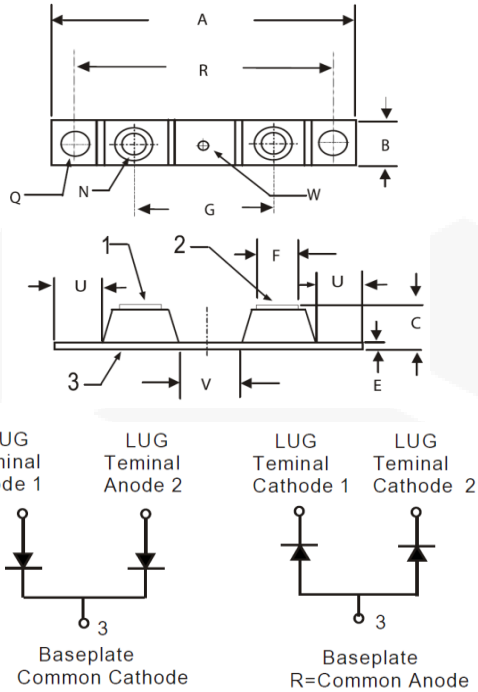 A
R
B
Q
N
G
W
1
2
F
U
U
C
3
V
E
LUG
LUG
LUG
Teminal
Teminal
Teminal
Anode 2
Cathode 1
Cathode 2
3
3
Baseplate
Baseplate
Common Cathode
R=Common Anode